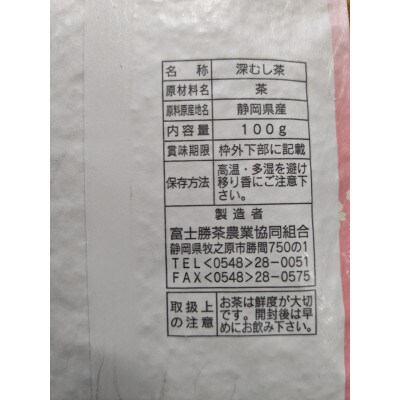 名称 深むし茶
原材料名 茶
原料原産地名 静岡県産
内容量 100g
賞味期限 枠外下部に記載
保存方法 高温・多湿を避け
移り香にご注意下
さい。
製造者
富士勝茶農業協同組合
静岡県牧之原市勝間750の1
TEL<0548>28-0051
FAX<0548>28-0575
取扱上
の注意
お茶は鮮度が大切
です。開封後は早
めにお飲み下さい。